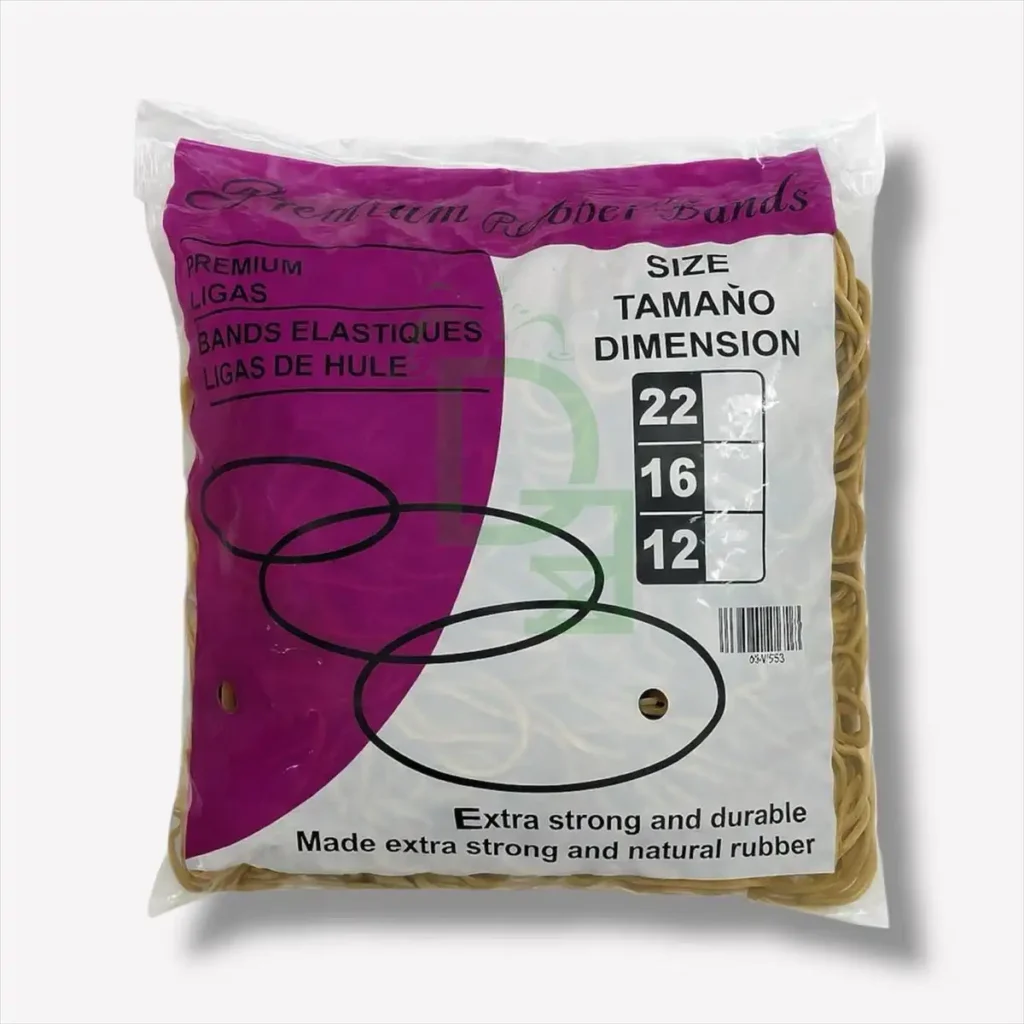 Premium Rubber Bands
PREMIUM
LIGAS
BANDS ELASTIQUES
LIGAS DE HULE
SIZE
TAMAÑO
DIMENSION
22
16
12
Extra strong and durable
Made extra strong and natural rubber